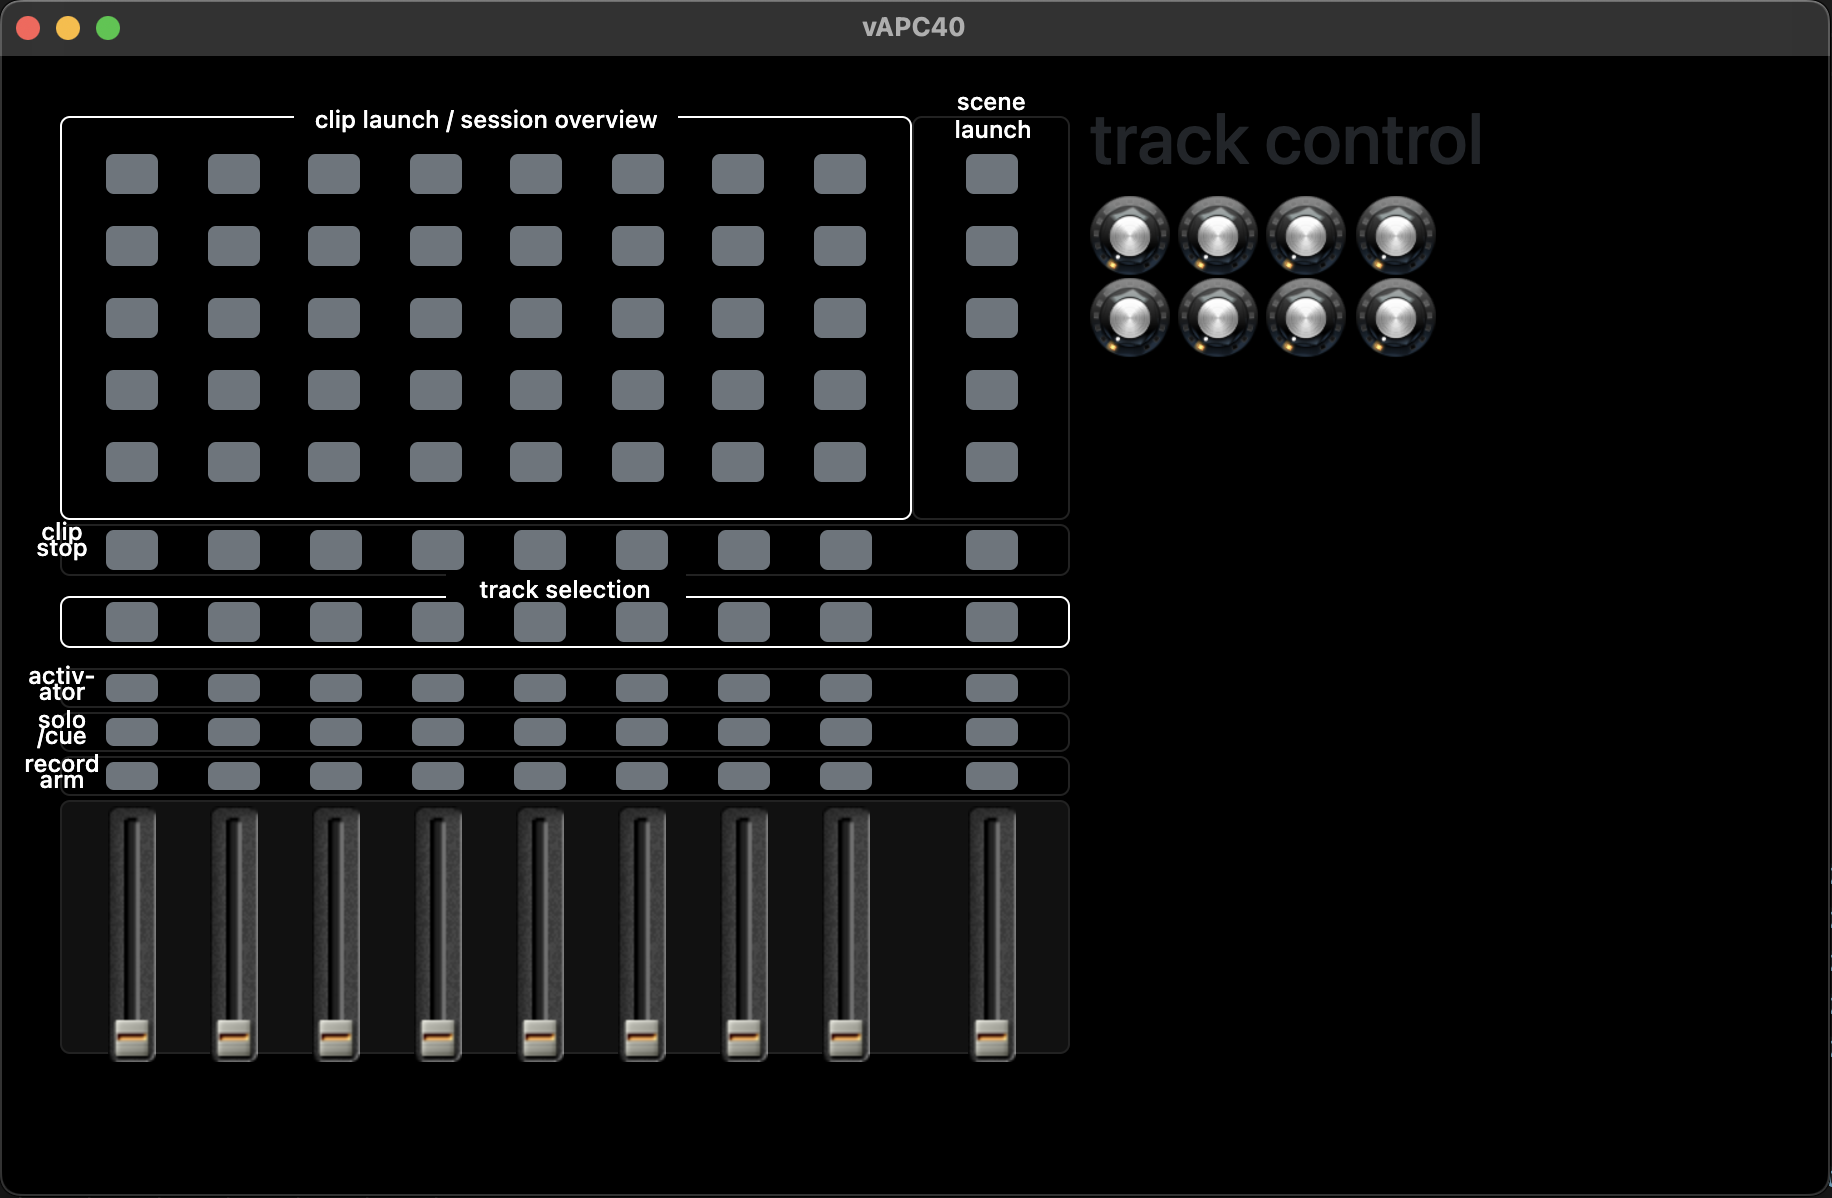 vAPC40
clip launch / session overview
scene
launch
track control
clip
stop
track selection
activ-
ator
solo
/cue
record
arm